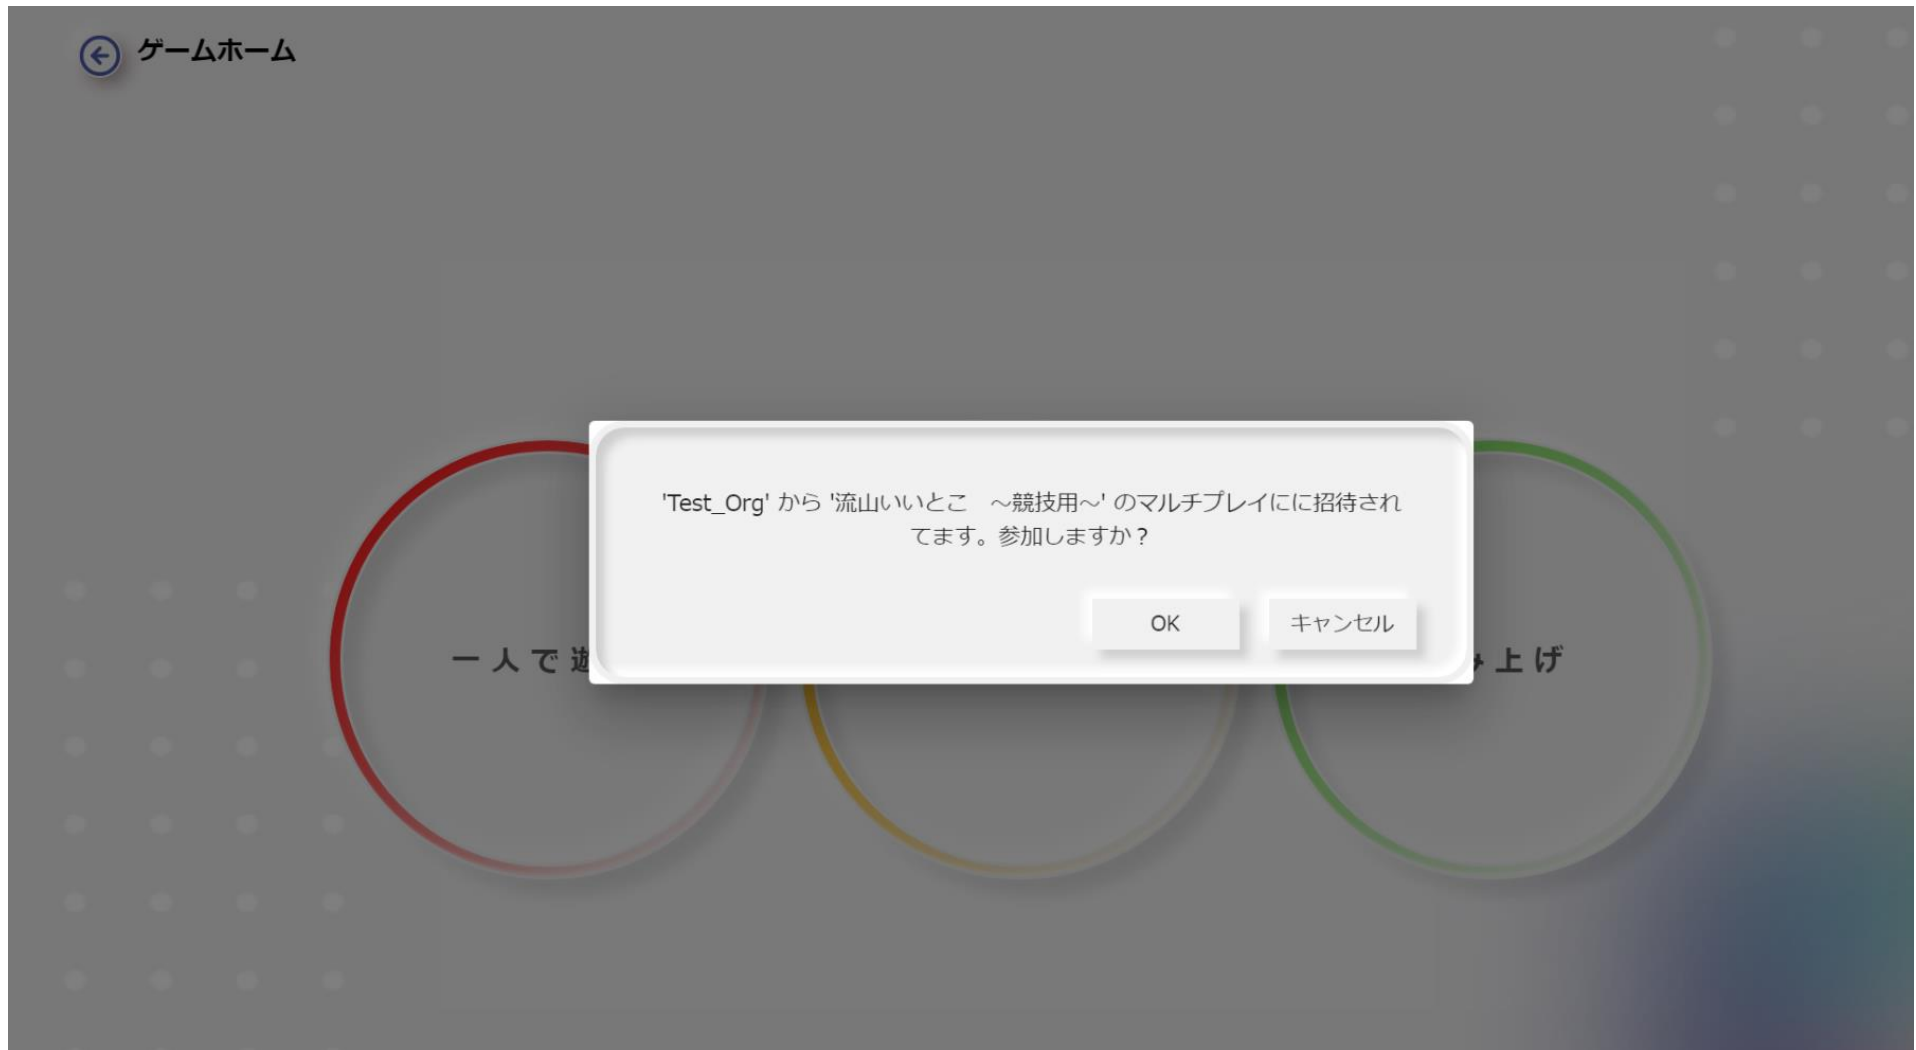 ゲームホーム
'Test_Org' から '流山いいとこ　～競技用～' のマルチプレイにに招待され
てます。参加しますか？
OK
キャンセル
一人で遊
み上げ